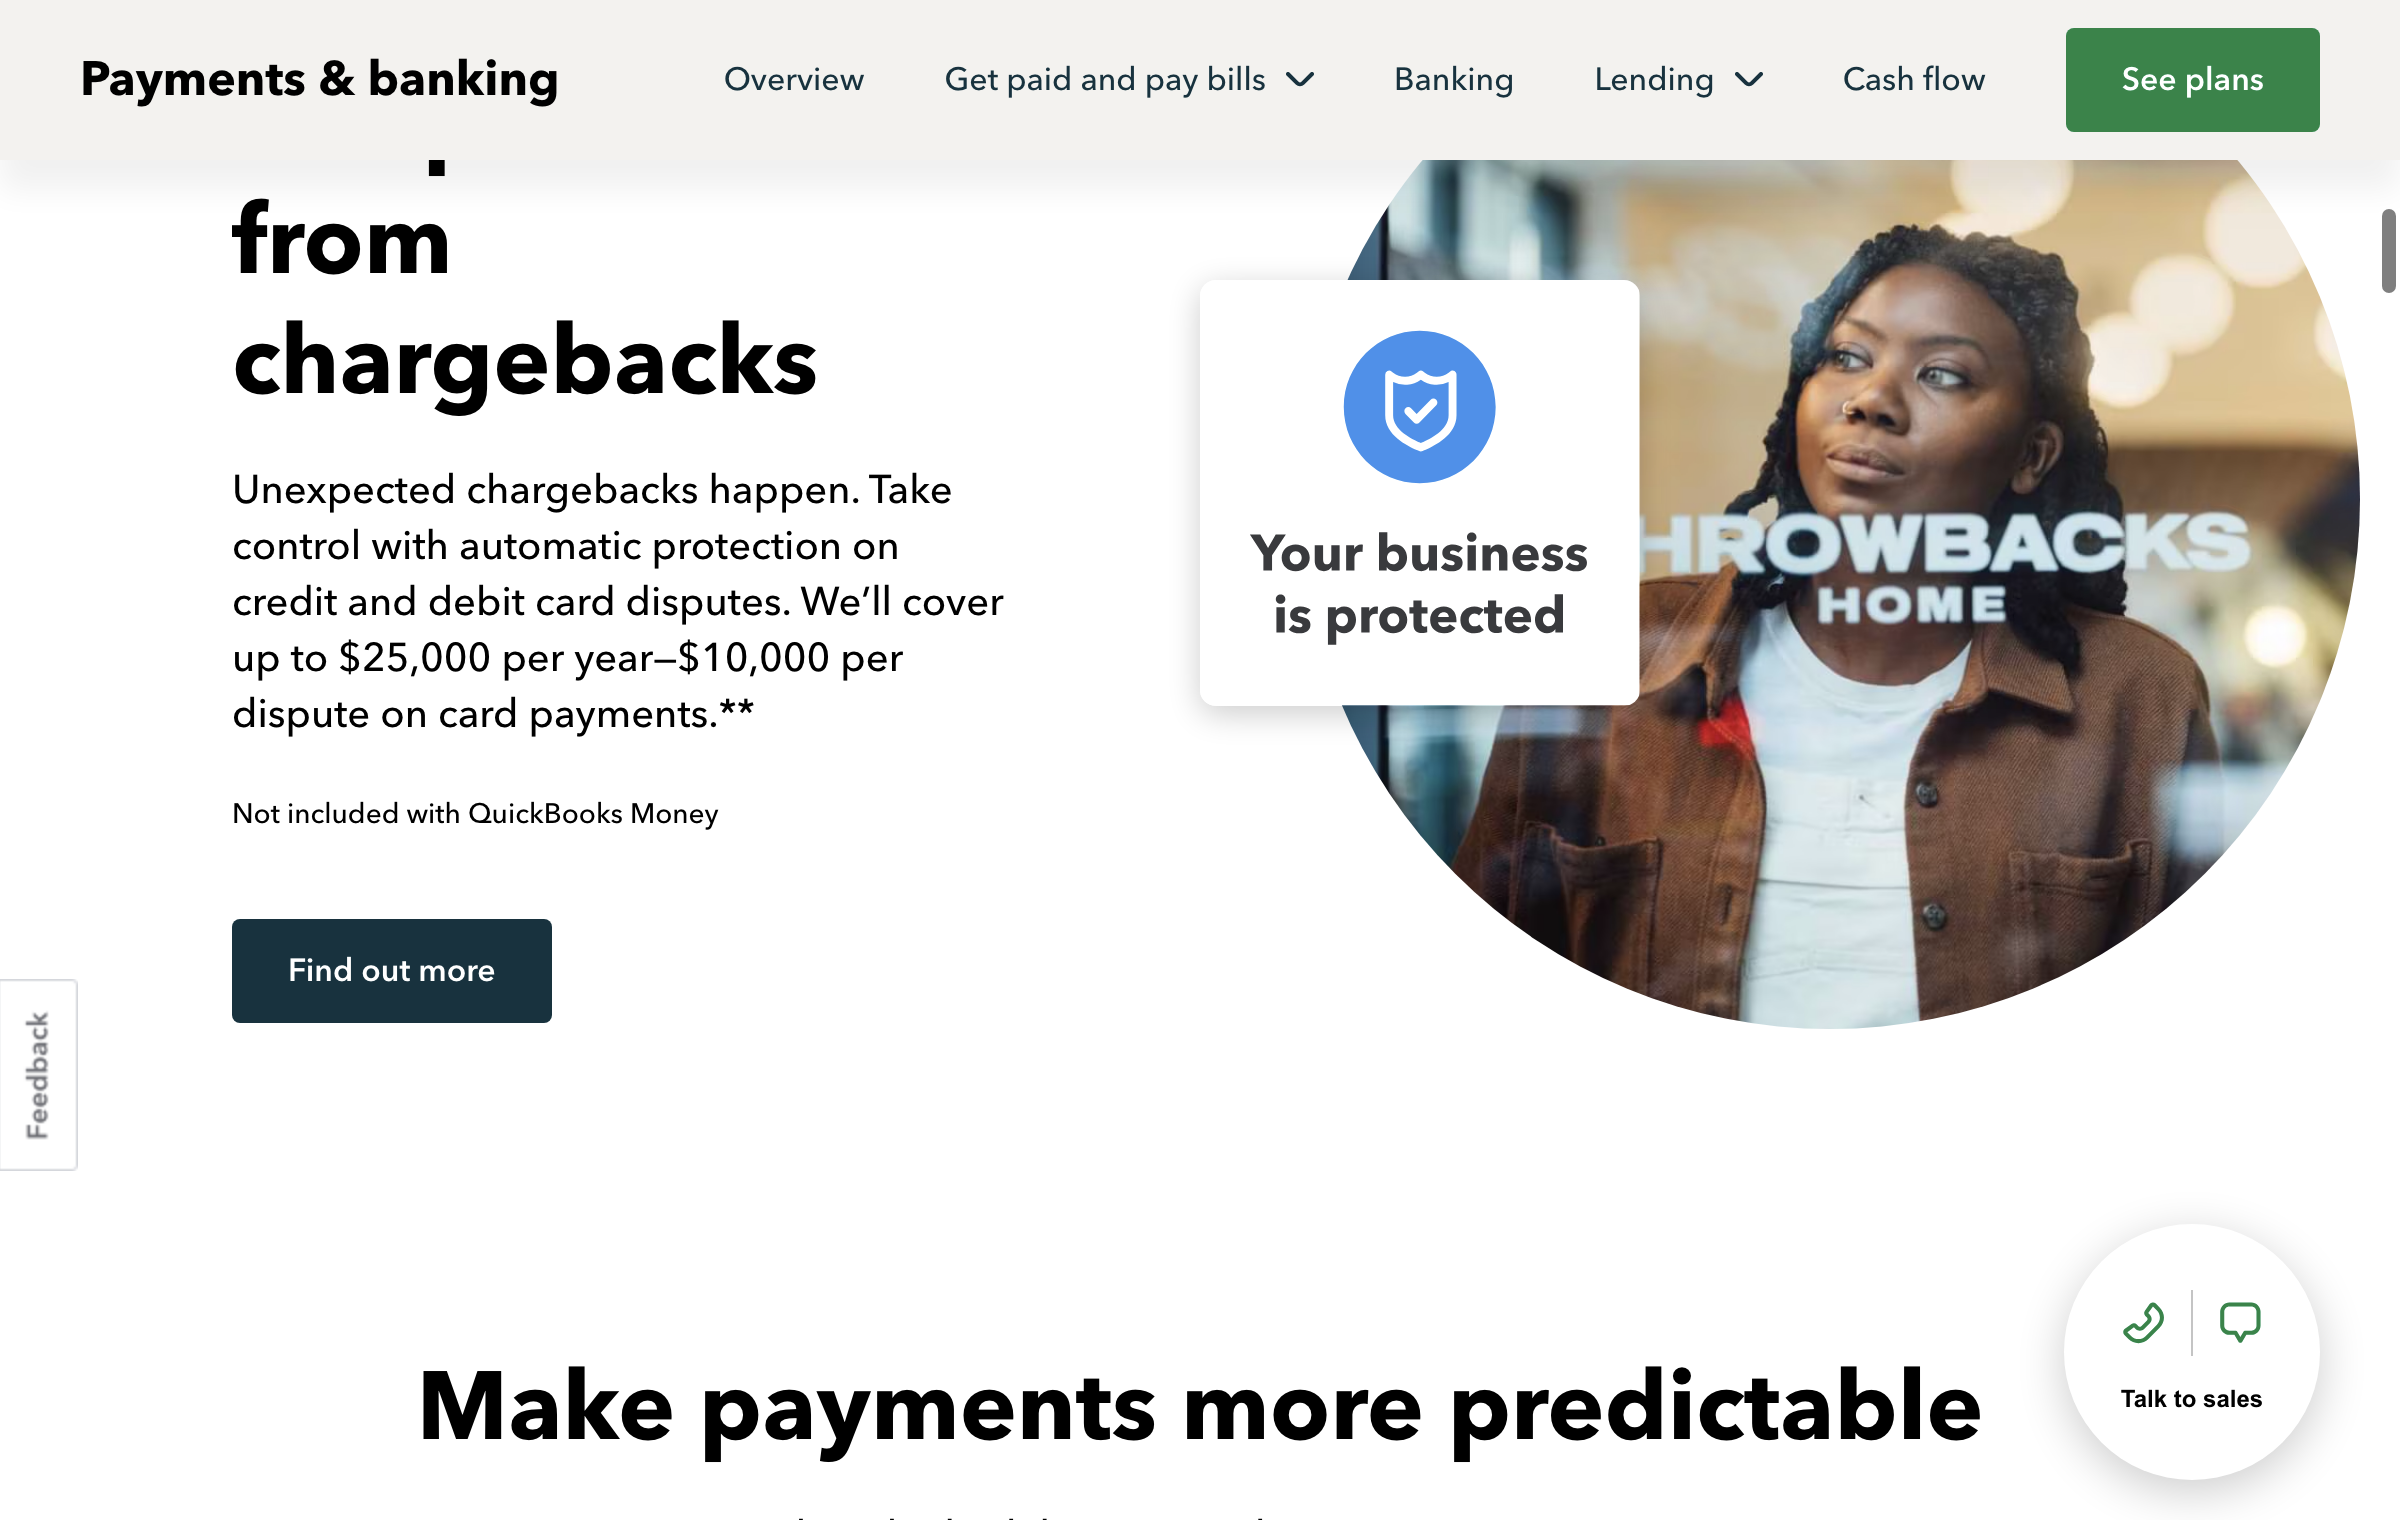 Payments & banking
Overview
Get paid and pay bills
Banking
Lending
Cash flow
See plans
from
chargebacks
Unexpected chargebacks happen. Take
control with automatic protection on
credit and debit card disputes. We’ll cover
up to $25,000 per year—$10,000 per
dispute on card payments.**
Not included with QuickBooks Money
Find out more
Your business
is protected
HROWBACKS
HOME
Feedback
Make payments more predictable
Talk to sales